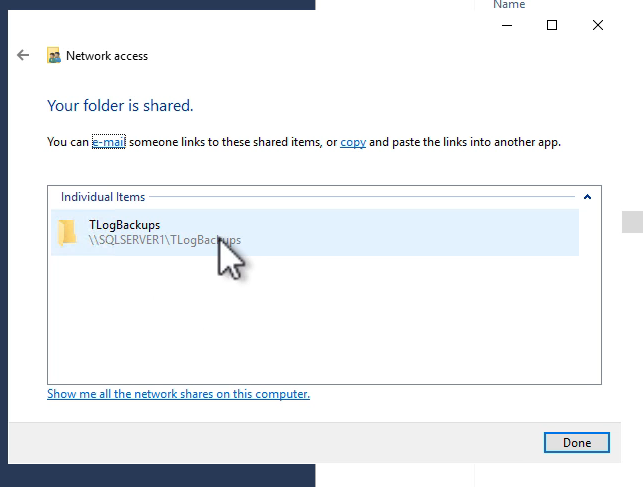 Name
Network access
Your folder is shared.
You can e-mail someone links to these shared items, or copy and paste the links into another app.
Individual Items
TLogBackups
\\SQLSERVER1\TLogBackups
Show me all the network shares on this computer.
Done